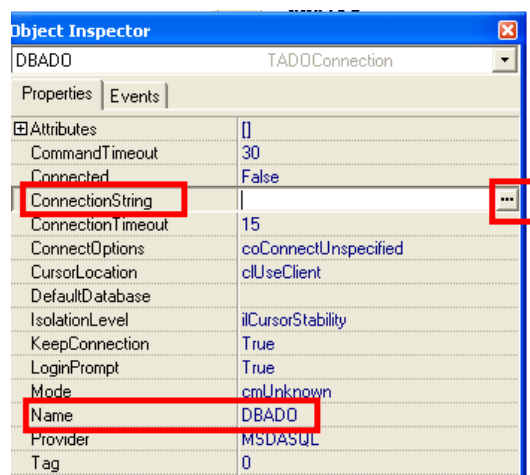 Object Inspector
DBADO TADOConnection
Properties Events
Attributes []
CommandTimeout 30
Connected False
ConnectionString
ConnectionTimeout 15
ConnectOptions coConnectUnspecified
CursorLocation clUseClient
DefaultDatabase
IsolationLevel ilCursorStability
KeepConnection True
LoginPrompt True
Mode cmUnknown
Name DBADO
Provider MSDASQL
Tag 0